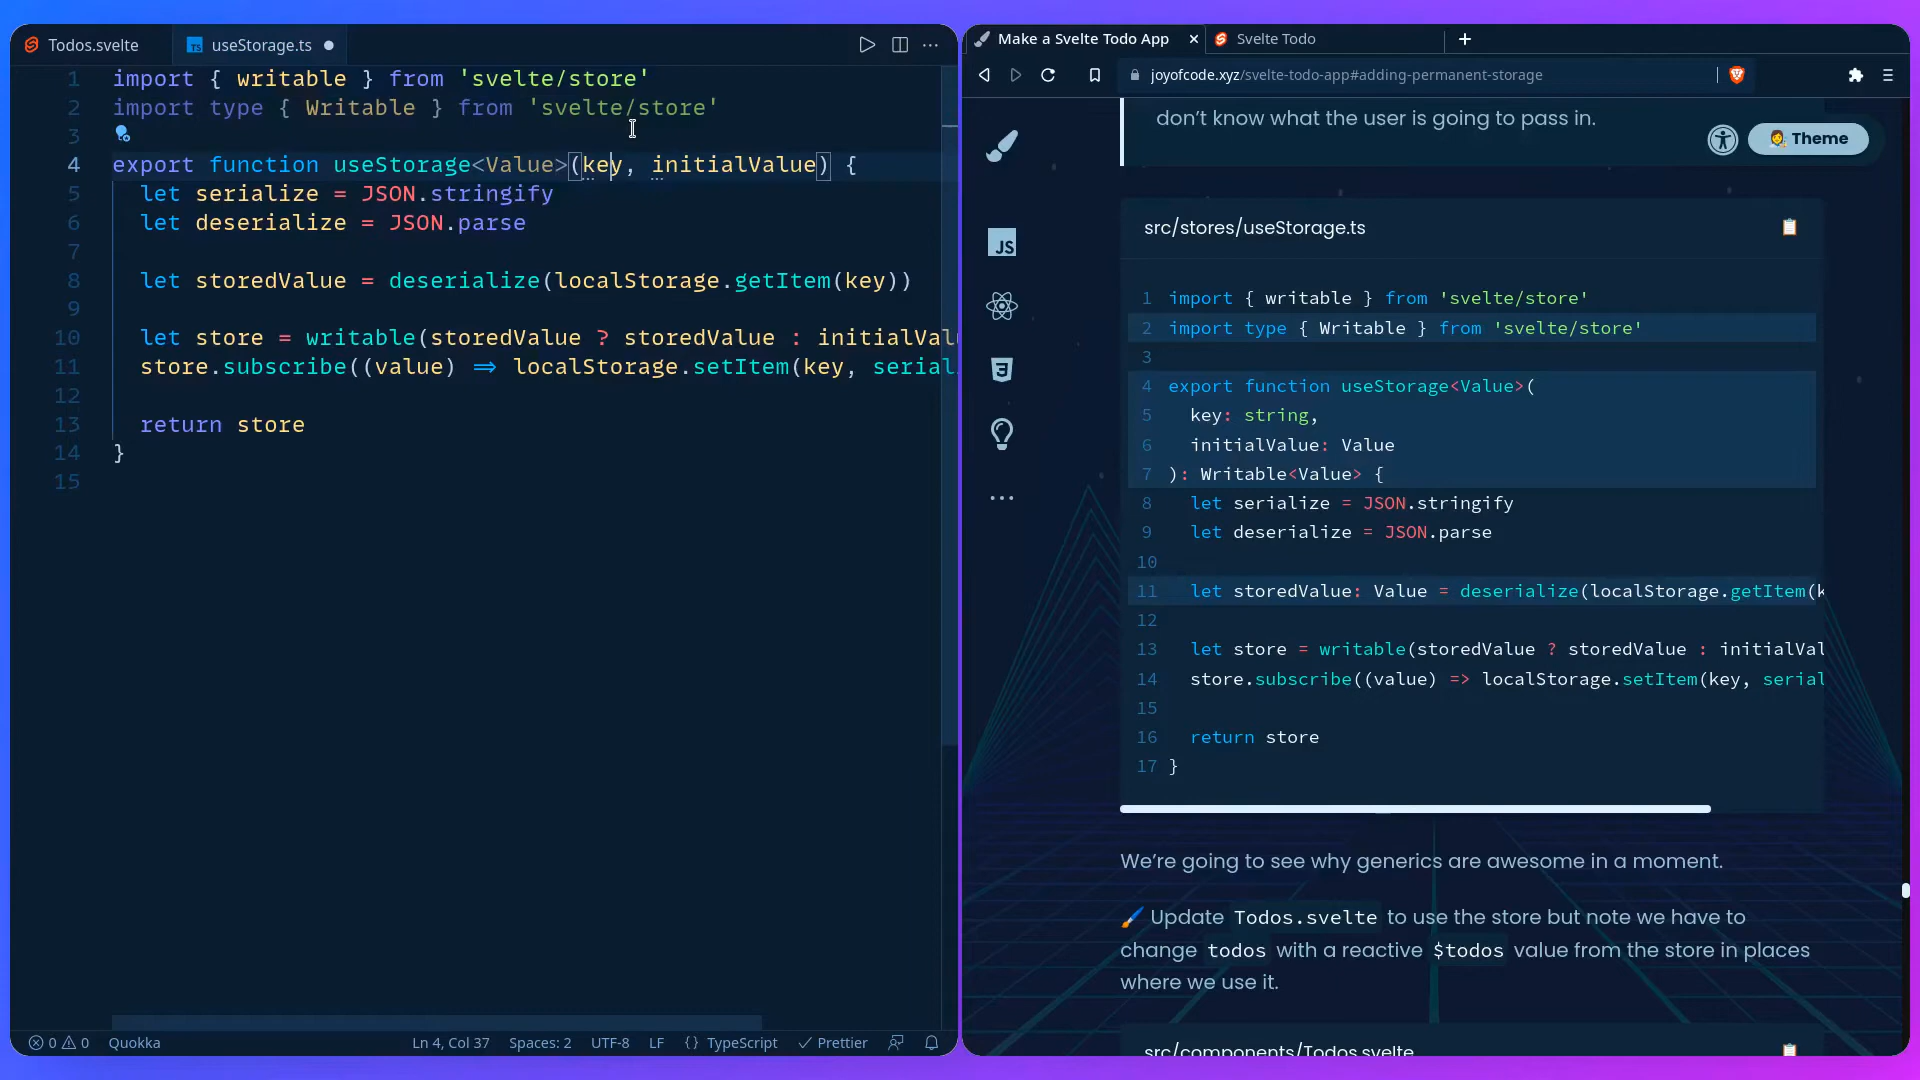 Todos.svelte
useStorage.ts
1 import { writable } from 'svelte/store'
2 import type { Writable } from 'svelte/store'
3
4 export function useStorage<Value>(key, initialValue) {
5 let serialize = JSON.stringify
6 let deserialize = JSON.parse
7
8 let storedValue = deserialize(localStorage.getItem(key))
9
10 let store = writable(storedValue ? storedValue : initialValu
11 store.subscribe((value) => localStorage.setItem(key, serial
12
13 return store
14 }
15
0 0 Quokka Ln 4, Col 37 Spaces: 2 UTF-8 LF {} TypeScript Prettier
Make a Svelte Todo App
Svelte Todo
joyofcode.xyz/svelte-todo-app#adding-permanent-storage
don't know what the user is going to pass in.
Theme
JS
src/stores/useStorage.ts
1 import { writable } from 'svelte/store'
2 import type { Writable } from 'svelte/store'
3
4 export function useStorage<Value>(
5 key: string,
6 initialValue: Value
7 ): Writable<Value> {
8 let serialize = JSON.stringify
9 let deserialize = JSON.parse
10
11 let storedValue: Value = deserialize(localStorage.getItem(k
12
13 let store = writable(storedValue ? storedValue : initialVal
14 store.subscribe((value) => localStorage.setItem(key, serial
15
16 return store
17 }
We're going to see why generics are awesome in a moment.
🖌️ Update Todos.svelte to use the store but note we have to
change todos with a reactive $todos value from the store in places
where we use it.
src/components/Todos.svelte